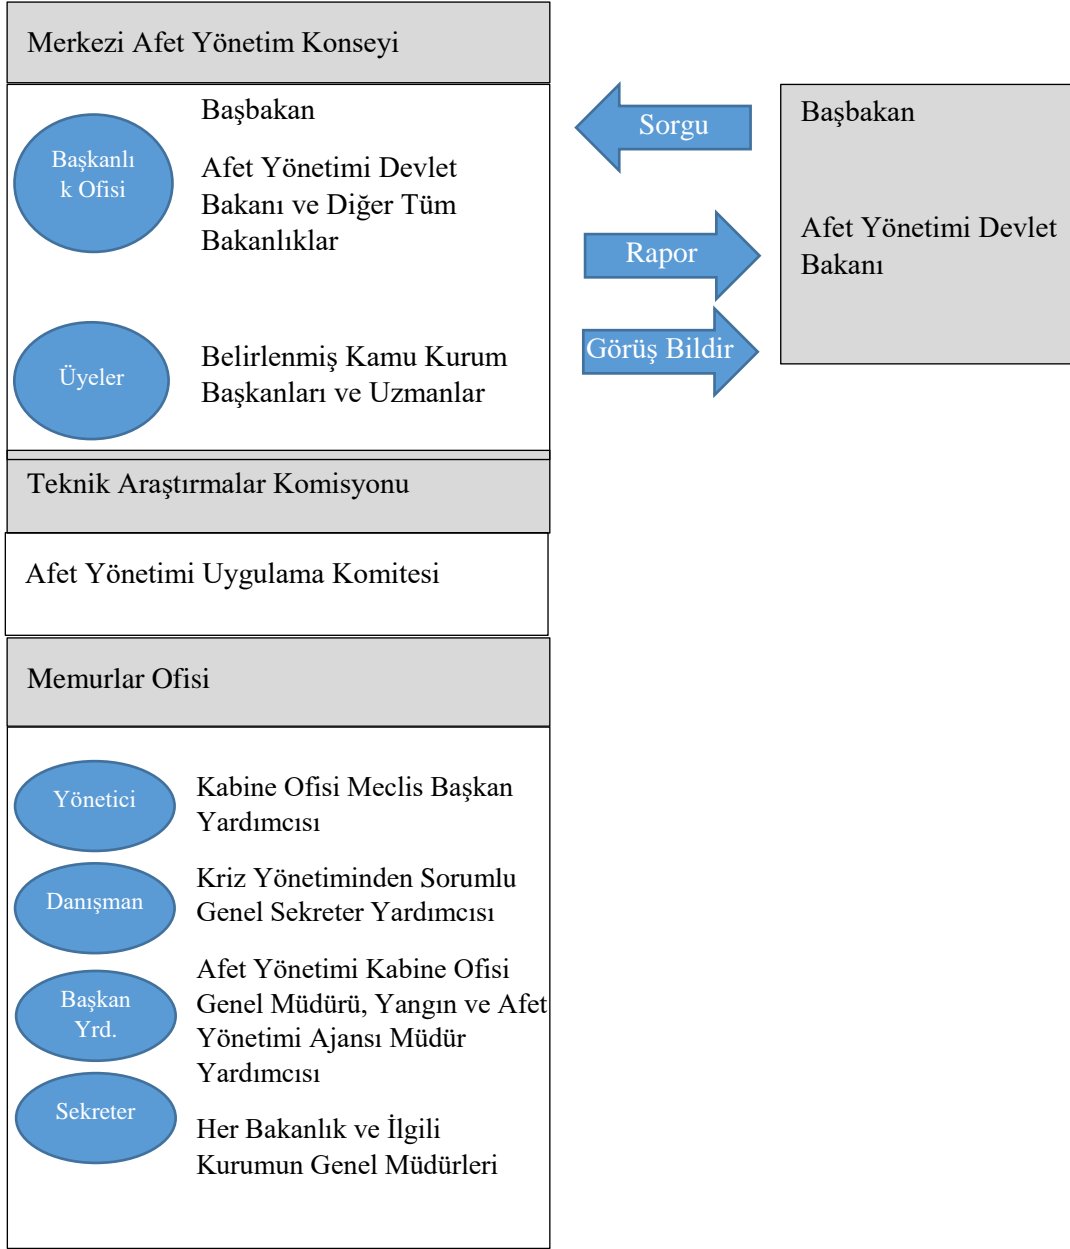 Merkezi Afet Yönetim Konseyi
Başkanlı
k Ofisi
Başbakan
Afet Yönetimi Devlet
Bakanı ve Diğer Tüm
Bakanlıklar
Üyeler
Belirlenmiş Kamu Kurum
Başkanları ve Uzmanlar
Sorgu
Rapor
Görüş Bildir
Başbakan
Afet Yönetimi Devlet
Bakanı
Teknik Araştırmalar Komisyonu
Afet Yönetimi Uygulama Komitesi
Memurlar Ofisi
Yönetici
Kabine Ofisi Meclis Başkan
Yardımcısı
Danışman
Kriz Yönetiminden Sorumlu
Genel Sekreter Yardımcısı
Başkan
Yrd.
Afet Yönetimi Kabine Ofisi
Genel Müdürü, Yangın ve Afet
Yönetimi Ajansı Müdür
Yardımcısı
Sekreter
Her Bakanlık ve İlgili
Kurumun Genel Müdürleri